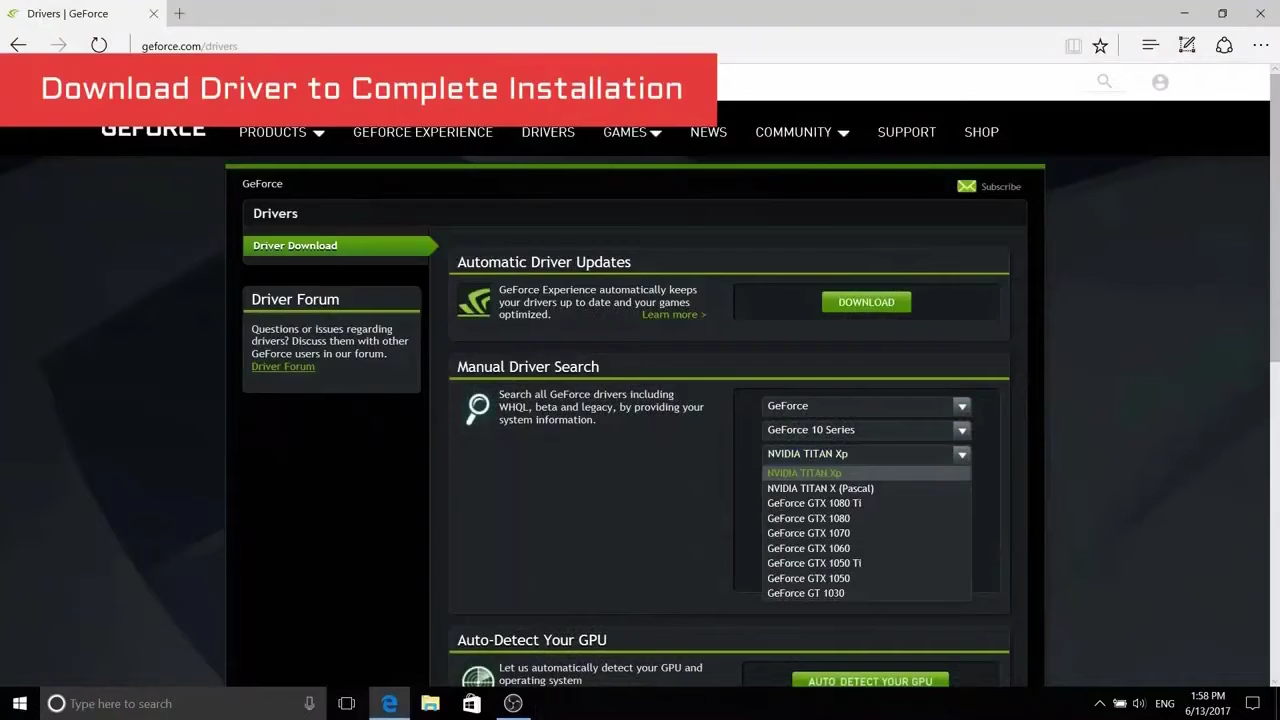 Drivers | GeForce
geforce.com/drivers
Download Driver to Complete Installation
GEFORCE
PRODUCTS
GEFORCE EXPERIENCE
DRIVERS
GAMES
NEWS
COMMUNITY
SUPPORT
SHOP
GeForce
Subscribe
Drivers
Driver Download
Driver Forum
Questions or issues regarding
drivers? Discuss them with other
GeForce users in our forum.
Driver Forum
Automatic Driver Updates
GeForce Experience automatically keeps
your drivers up to date and your games
optimized.
Learn more >
DOWNLOAD
Manual Driver Search
Search all GeForce drivers including
WHQL, beta and legacy, by providing your
system information.
GeForce
GeForce 10 Series
NVIDIA TITAN Xp
NVIDIA TITAN Xp
NVIDIA TITAN X (Pascal)
GeForce GTX 1080 Ti
GeForce GTX 1080
GeForce GTX 1070
GeForce GTX 1060
GeForce GTX 1050 Ti
GeForce GTX 1050
GeForce GT 1030
Auto-Detect Your GPU
Let us automatically detect your GPU and
operating system
AUTO DETECT YOUR GPU
Type here to search
ENG
1:58 PM
6/13/2017